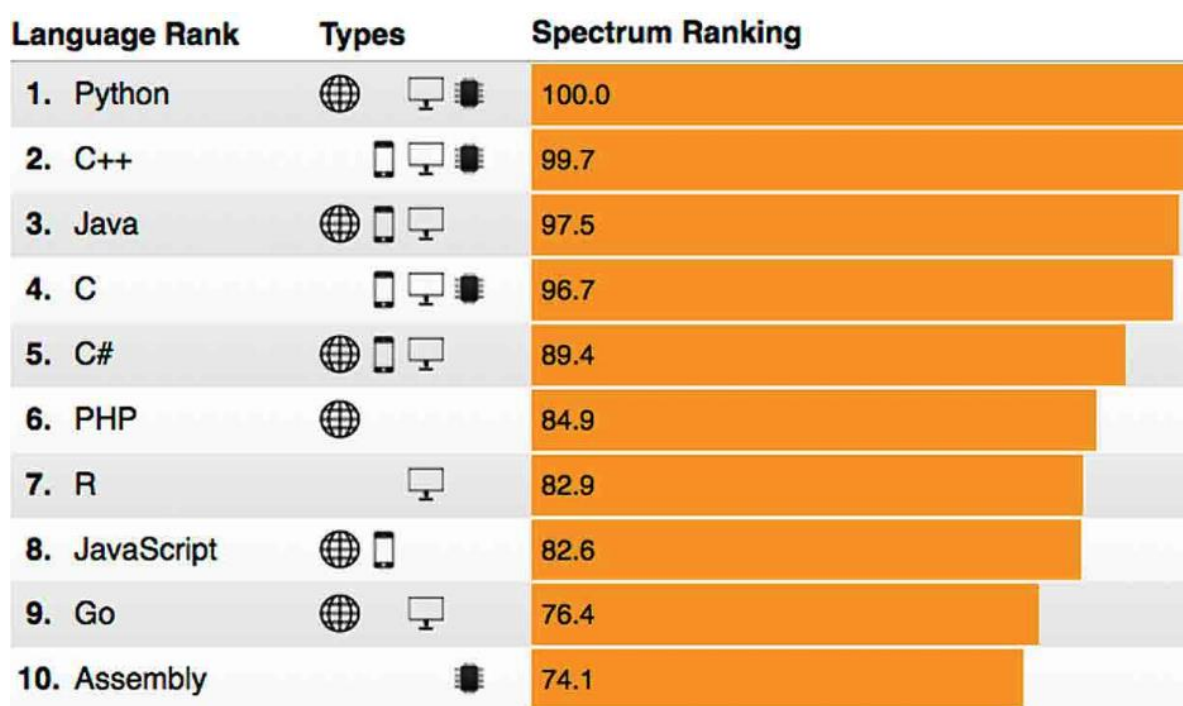 Language Rank Types Spectrum Ranking
1. Python 100.0
2. C++ 99.7
3. Java 97.5
4. C 96.7
5. C# 89.4
6. PHP 84.9
7. R 82.9
8. JavaScript 82.6
9. Go 76.4
10. Assembly 74.1